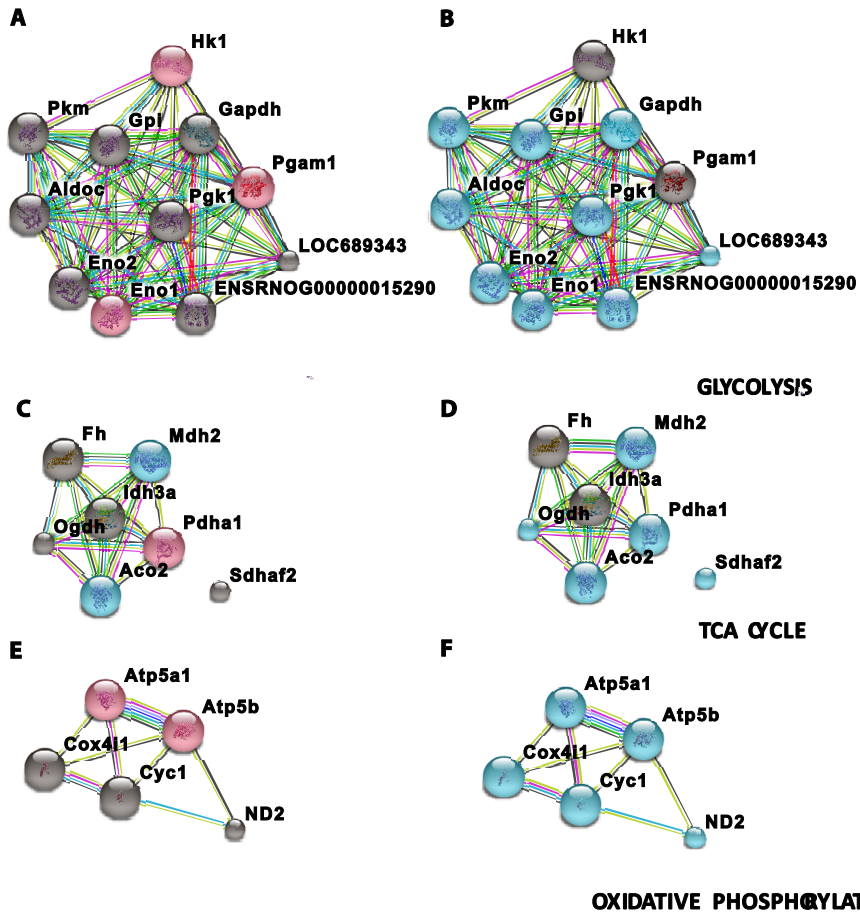 A
B
Hk1
Hk1
Pkm
Gpi
Gapdh
Pkm
Gpi
Gapdh
Pgam1
Pgam1
Aldoc
Pgk1
Aldoc
Pgk1
LOC689343
LOC689343
Eno2
Eno2
Eno1
ENSRNOG00000015290
Eno1
ENSRNOG00000015290
GLYCOLYSIS
C
D
Fh
Mdh2
Fh
Mdh2
Idh3a
Idh3a
Ogdh
Pdha1
Ogdh
Pdha1
Aco2
Sdhaf2
Aco2
Sdhaf2
TCA CYCLE
E
F
Atp5a1
Atp5a1
Atp5b
Atp5b
Cox4i1
Cyc1
Cox4i1
Cyc1
ND2
ND2
OXIDATIVE PHOSPHORYLAT